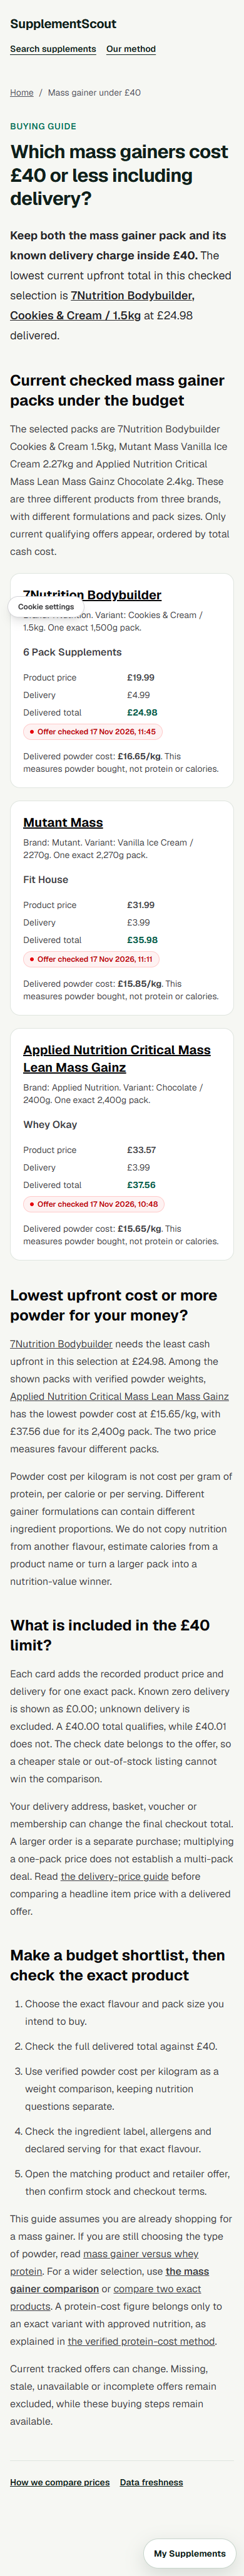 SupplementScout
Search supplements Our method
Home / Mass gainer under £40
BUYING GUIDE
Which mass gainers cost
£40 or less including
delivery?
Keep both the mass gainer pack and its
known delivery charge inside £40. The
lowest current upfront total in this checked
selection is 7Nutrition Bodybuilder,
Cookies & Cream / 1.5kg at £24.98
delivered.
Current checked mass gainer
packs under the budget
The selected packs are 7Nutrition Bodybuilder
Cookies & Cream 1.5kg, Mutant Mass Vanilla Ice
Cream 2.27kg and Applied Nutrition Critical
Mass Lean Mass Gainz Chocolate 2.4kg. These
are three different products from three brands,
with different formulations and pack sizes. Only
current qualifying offers appear, ordered by total
cash cost.
7Nutrition Bodybuilder
Cookie settings
Variant: Cookies & Cream /
1.5kg. One exact 1,500g pack.
6 Pack Supplements
Product price £19.99
Delivery £4.99
Delivered total £24.98
Offer checked 17 Nov 2026, 11:45
Delivered powder cost: £16.65/kg. This
measures powder bought, not protein or calories.
Mutant Mass
Brand: Mutant. Variant: Vanilla Ice Cream /
2270g. One exact 2,270g pack.
Fit House
Product price £31.99
Delivery £3.99
Delivered total £35.98
Offer checked 17 Nov 2026, 11:11
Delivered powder cost: £15.85/kg. This
measures powder bought, not protein or calories.
Applied Nutrition Critical Mass
Lean Mass Gainz
Brand: Applied Nutrition. Variant: Chocolate /
2400g. One exact 2,400g pack.
Whey Okay
Product price £33.57
Delivery £3.99
Delivered total £37.56
Offer checked 17 Nov 2026, 10:48
Delivered powder cost: £15.65/kg. This
measures powder bought, not protein or calories.
Lowest upfront cost or more
powder for your money?
7Nutrition Bodybuilder needs the least cash
upfront in this selection at £24.98. Among the
shown packs with verified powder weights,
Applied Nutrition Critical Mass Lean Mass Gainz
has the lowest powder cost at £15.65/kg, with
£37.56 due for its 2,400g pack. The two price
measures favour different packs.
Powder cost per kilogram is not cost per gram of
protein, per calorie or per serving. Different
gainer formulations can contain different
ingredient proportions. We do not copy nutrition
from another flavour, estimate calories from a
product name or turn a larger pack into a
nutrition-value winner.
What is included in the £40
limit?
Each card adds the recorded product price and
delivery for one exact pack. Known zero delivery
is shown as £0.00; unknown delivery is
excluded. A £40.00 total qualifies, while £40.01
does not. The check date belongs to the offer, so
a cheaper stale or out-of-stock listing cannot
win the comparison.
Your delivery address, basket, voucher or
membership can change the final checkout total.
A larger order is a separate purchase; multiplying
a one-pack price does not establish a multi-pack
deal. Read the delivery-price guide before
comparing a headline item price with a delivered
offer.
Make a budget shortlist, then
check the exact product
1. Choose the exact flavour and pack size you
intend to buy.
2. Check the full delivered total against £40.
3. Use verified powder cost per kilogram as a
weight comparison, keeping nutrition
questions separate.
4. Check the ingredient label, allergens and
declared serving for that exact flavour.
5. Open the matching product and retailer offer,
then confirm stock and checkout terms.
This guide assumes you are already shopping for
a mass gainer. If you are still choosing the type
of powder, read mass gainer versus whey
protein. For a wider selection, use the mass
gainer comparison or compare two exact
products. A protein-cost figure belongs only to
an exact variant with approved nutrition, as
explained in the verified protein-cost method.
Current tracked offers can change. Missing,
stale, unavailable or incomplete offers remain
excluded, while these buying steps remain
available.
How we compare prices Data freshness
My Supplements